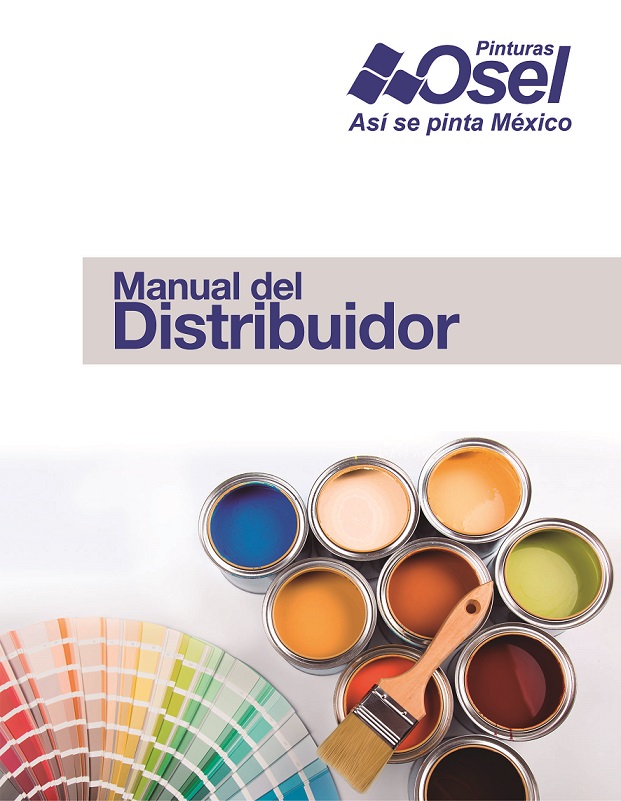 Pinturas
Osel
Así se pinta México
Manual del
Distribuidor